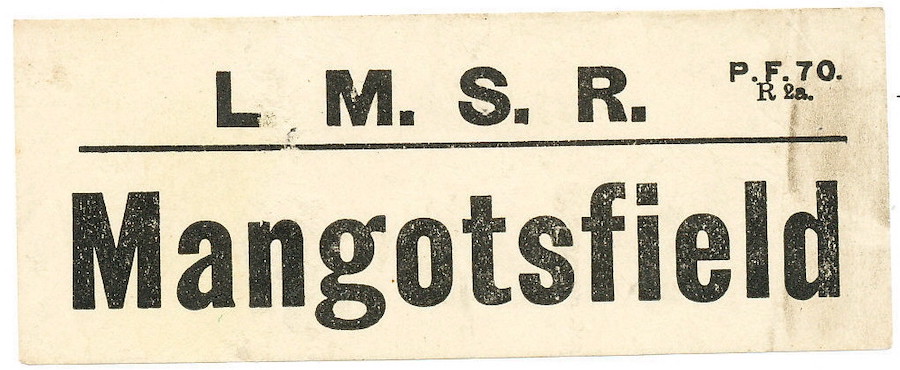 L M. S. R.
P. F. 70.
R 2a.
Mangotsfield